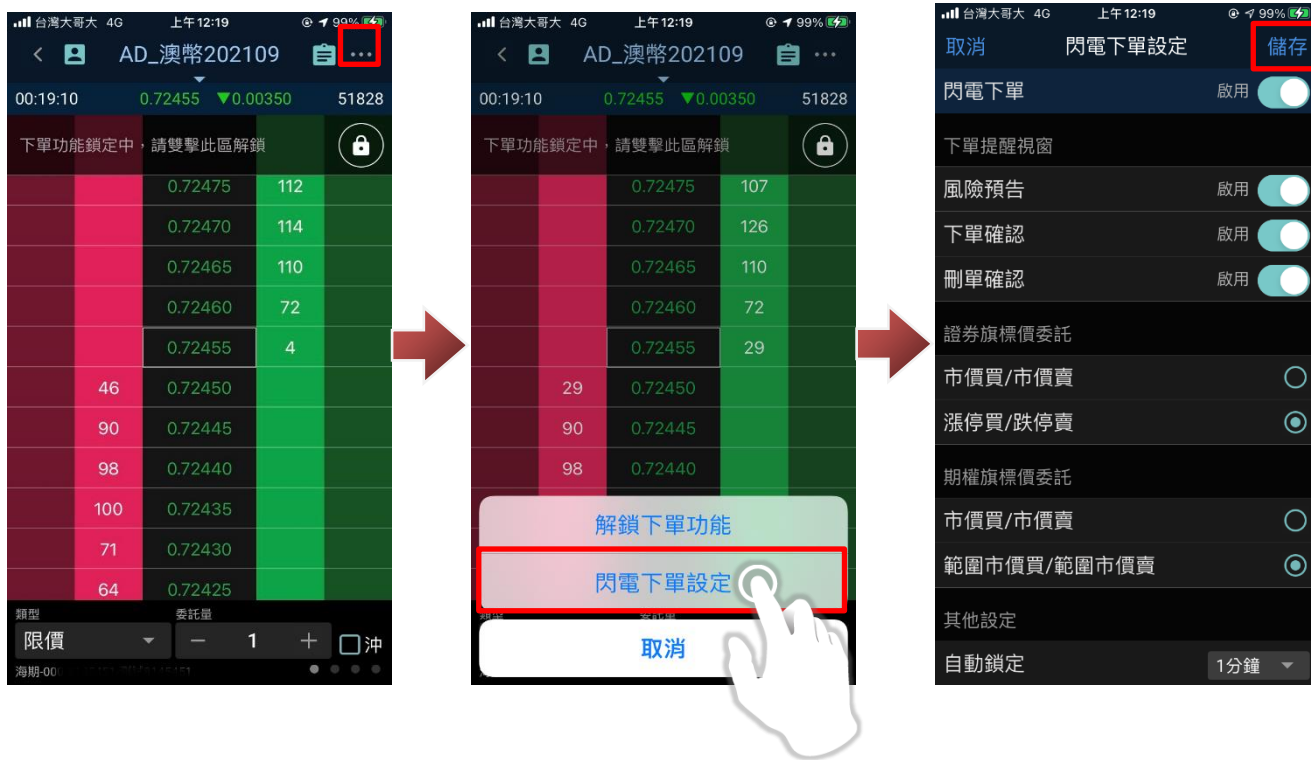 台灣大哥大 4G 上午12:19 99%
AD_澳幣202109
00:19:10 0.72455 ▼0.00350 51828
下單功能鎖定中，請雙擊此區解鎖
0.72475 112
0.72470 114
0.72465 110
0.72460 72
0.72455 4
46 0.72450
90 0.72445
98 0.72440
100 0.72435
71 0.72430
64 0.72425
類型 委託量
限價 － 1 ＋ 沖
海期-00
台灣大哥大 4G 上午12:19 99%
AD_澳幣202109
00:19:10 0.72455 ▼0.00350 51828
下單功能鎖定中，請雙擊此區解鎖
0.72475 107
0.72470 126
0.72465 110
0.72460 72
0.72455 29
29 0.72450
90 0.72445
98 0.72440
解鎖下單功能
閃電下單設定
取消
台灣大哥大 4G 上午12:19 99%
取消 閃電下單設定 儲存
閃電下單 啟用
下單提醒視窗
風險預告 啟用
下單確認 啟用
刪單確認 啟用
證券旗標價委託
市價買/市價賣
漲停買/跌停賣
期權旗標價委託
市價買/市價賣
範圍市價買/範圍市價賣
其他設定
自動鎖定 1分鐘